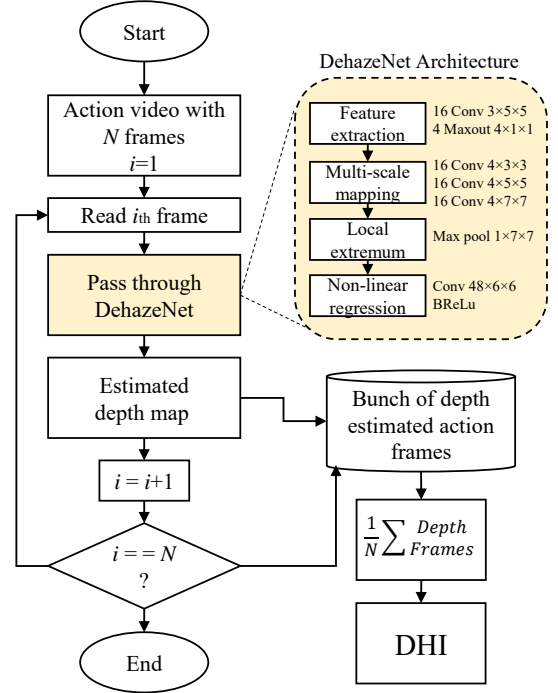 Start
Action video with
N frames
i=1
Read ith frame
Pass through
DehazeNet
Estimated
depth map
i = i+1
i = = N
?
End
DehazeNet Architecture
Feature
extraction
16 Conv 3×5×5
4 Maxout 4×1×1
Multi-scale
mapping
16 Conv 4×3×3
16 Conv 4×5×5
16 Conv 4×7×7
Local
extremum
Max pool 1×7×7
Non-linear
regression
Conv 48×6×6
BReLu
Bunch of depth
estimated action
frames
1/N ∑ Depth
Frames
DHI